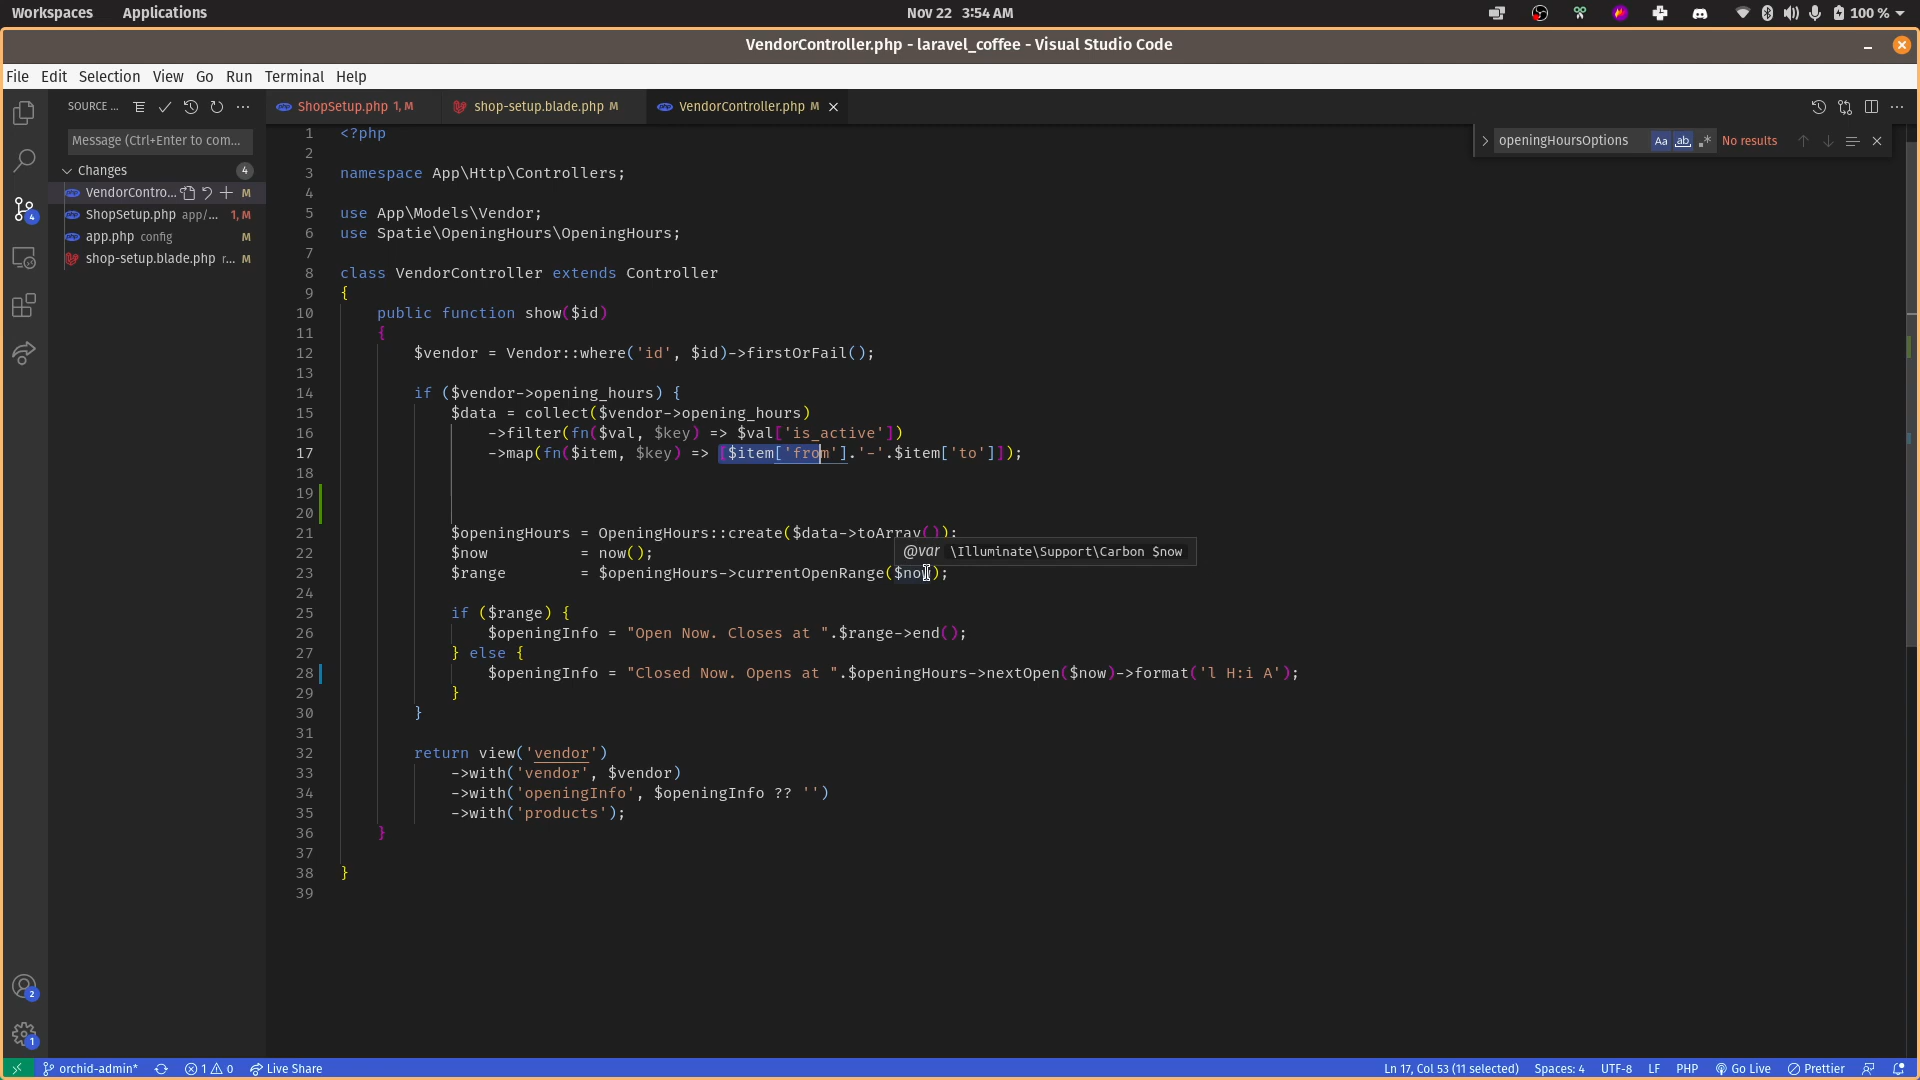 Workspaces Applications Nov 22 3:54 AM 100 %
VendorController.php - laravel_coffee - Visual Studio Code
File Edit Selection View Go Run Terminal Help
SOURCE ... ShopSetup.php 1, M shop-setup.blade.php M VendorController.php M
Message (Ctrl+Enter to com...
Changes 4
VendorContro... M
ShopSetup.php app/... 1, M
app.php config M
shop-setup.blade.php r... M
4
2
1
openingHoursOptions Aa ab .* No results
1 <?php
2
3 namespace App\Http\Controllers;
4
5 use App\Models\Vendor;
6 use Spatie\OpeningHours\OpeningHours;
7
8 class VendorController extends Controller
9 {
10 public function show($id)
11 {
12 $vendor = Vendor::where('id', $id)->firstOrFail();
13
14 if ($vendor->opening_hours) {
15 $data = collect($vendor->opening_hours)
16 ->filter(fn($val, $key) => $val['is_active'])
17 ->map(fn($item, $key) => [$item['from'].'-'.$item['to']]);
18
19
20
21 $openingHours = OpeningHours::create($data->toArray());
22 $now = now();
@var \Illuminate\Support\Carbon $now
23 $range = $openingHours->currentOpenRange($now);
24
25 if ($range) {
26 $openingInfo = "Open Now. Closes at ".$range->end();
27 } else {
28 $openingInfo = "Closed Now. Opens at ".$openingHours->nextOpen($now)->format('l H:i A');
29 }
30 }
31
32 return view('vendor')
33 ->with('vendor', $vendor)
34 ->with('openingInfo', $openingInfo ?? '')
35 ->with('products');
36 }
37
38 }
39
orchid-admin* 1 0 Live Share Ln 17, Col 53 (11 selected) Spaces: 4 UTF-8 LF PHP Go Live Prettier